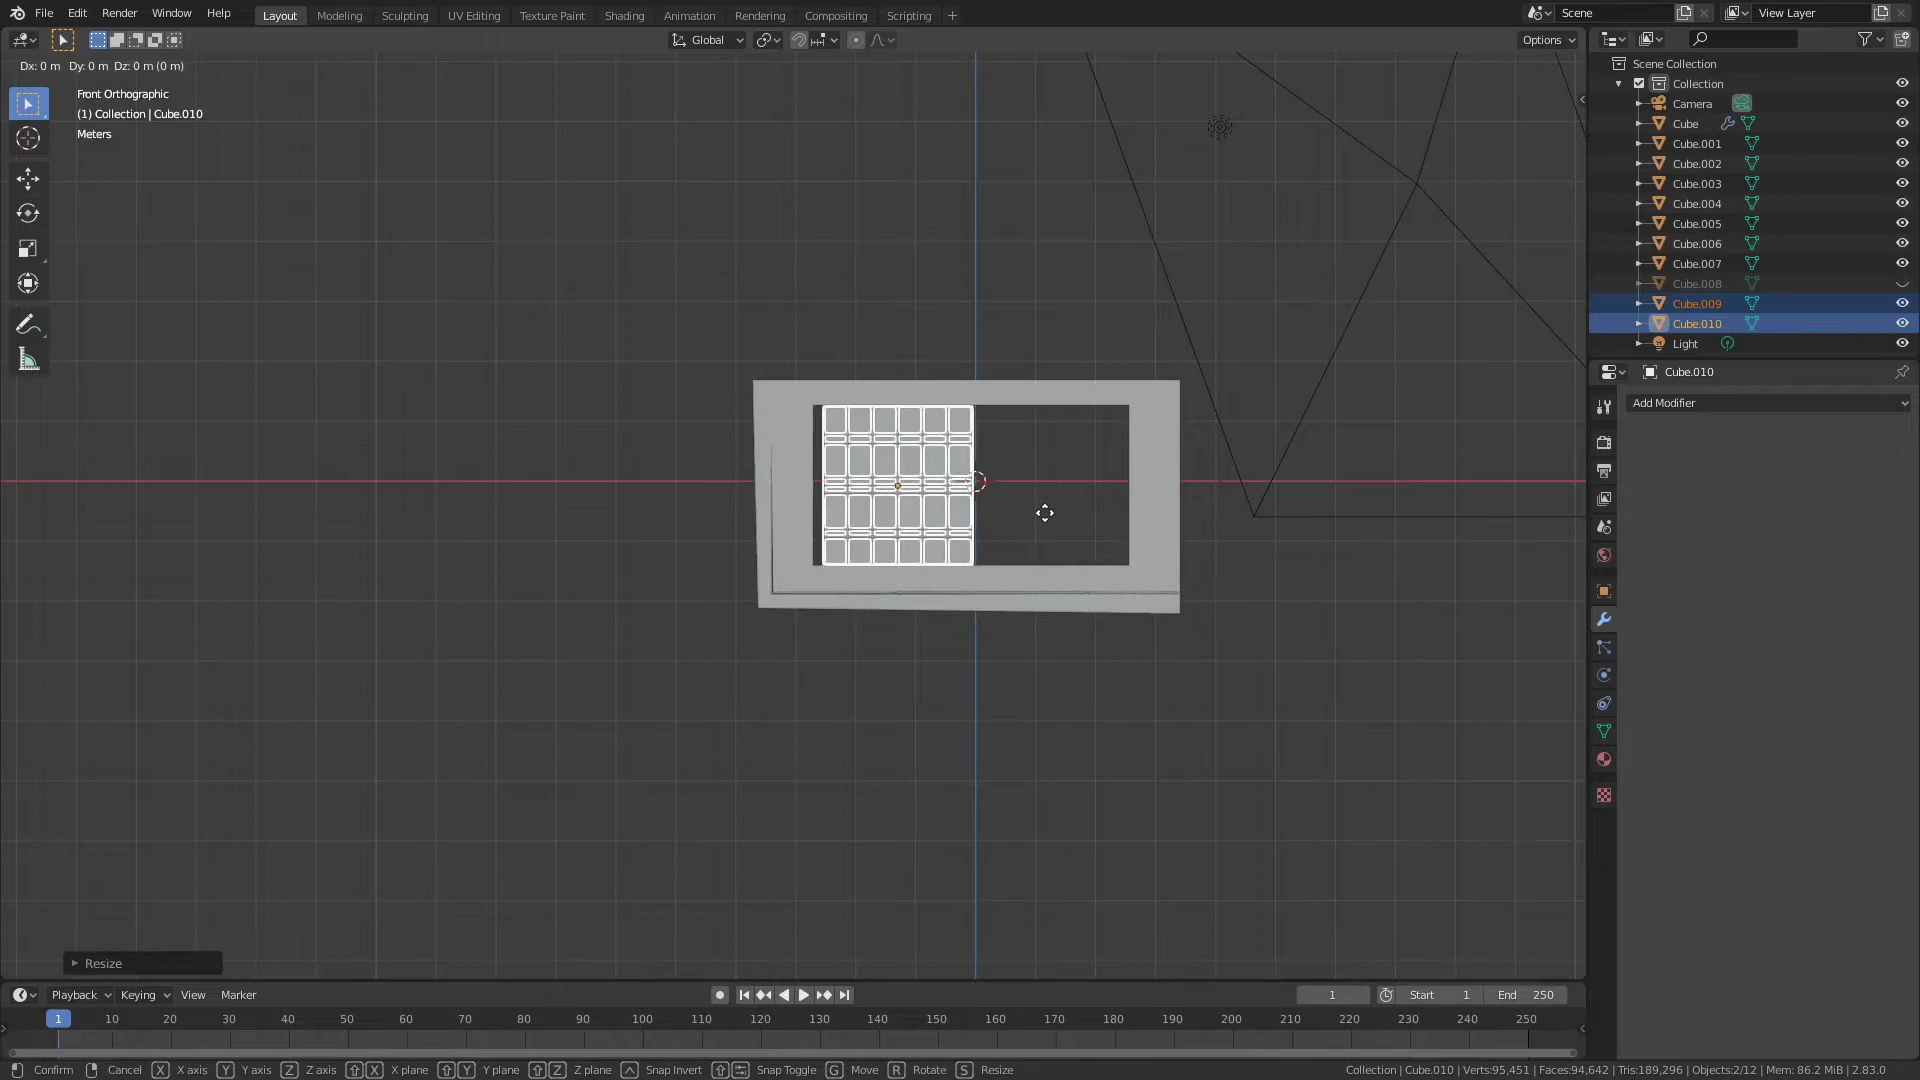 File Edit Render Window Help Layout Modeling Sculpting UV Editing Texture Paint Shading Animation Rendering Compositing Scripting + Scene View Layer
Global Options
Dx: 0 m Dy: 0 m Dz: 0 m (0 m)
Front Orthographic
(1) Collection | Cube.010
Meters
Scene Collection
Collection
Camera
Cube
Cube.001
Cube.002
Cube.003
Cube.004
Cube.005
Cube.006
Cube.007
Cube.008
Cube.009
Cube.010
Light
Cube.010
Add Modifier
Resize
Playback Keying View Marker 1 Start 1 End 250
1 10 20 30 40 50 60 70 80 90 100 110 120 130 140 150 160 170 180 190 200 210 220 230 240 250
Confirm Cancel X X axis Y Y axis Z Z axis X X plane Y Y plane Z Z plane Snap Invert Snap Toggle G Move R Rotate S Resize Collection | Cube.010 | Verts:95,451 | Faces:94,642 | Tris:189,296 | Objects:2/12 | Mem: 86.2 MiB | 2.83.0